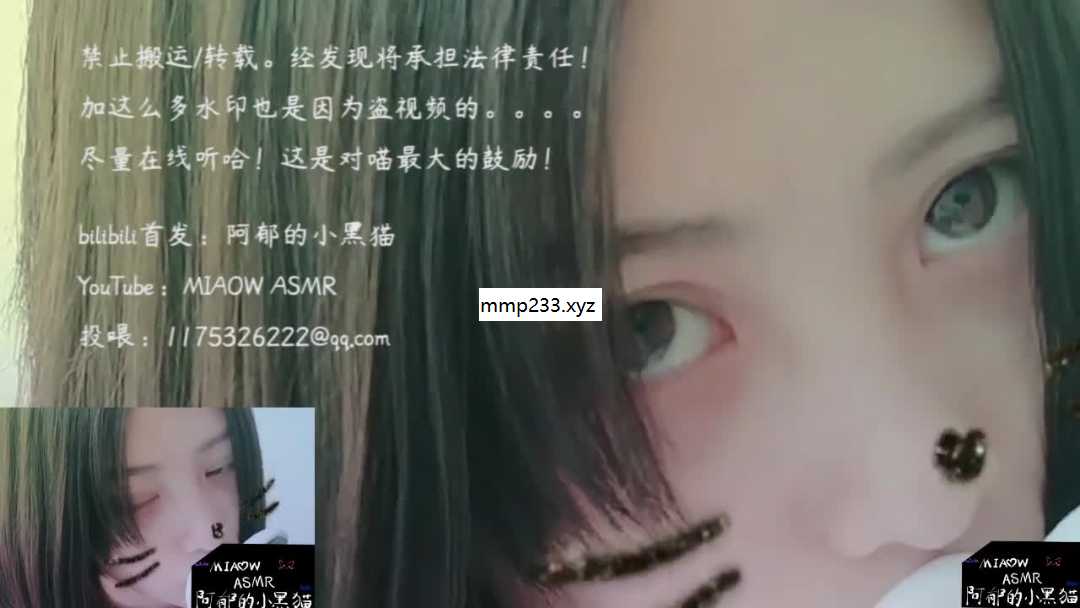 禁止搬运/转载。经发现将承担法律责任！
加这么多水印也是因为盗视频的。。。。
尽量在线听哈！这是对喵最大的鼓励！
bilibili首发：阿郁的小黑猫
YouTube：MIAOW ASMR
mmp233.xyz
投喂：1175326222@qq.com
MIAOW
ASMR
阿郁的小黑猫
MIAOW
ASMR
阿郁的小黑猫